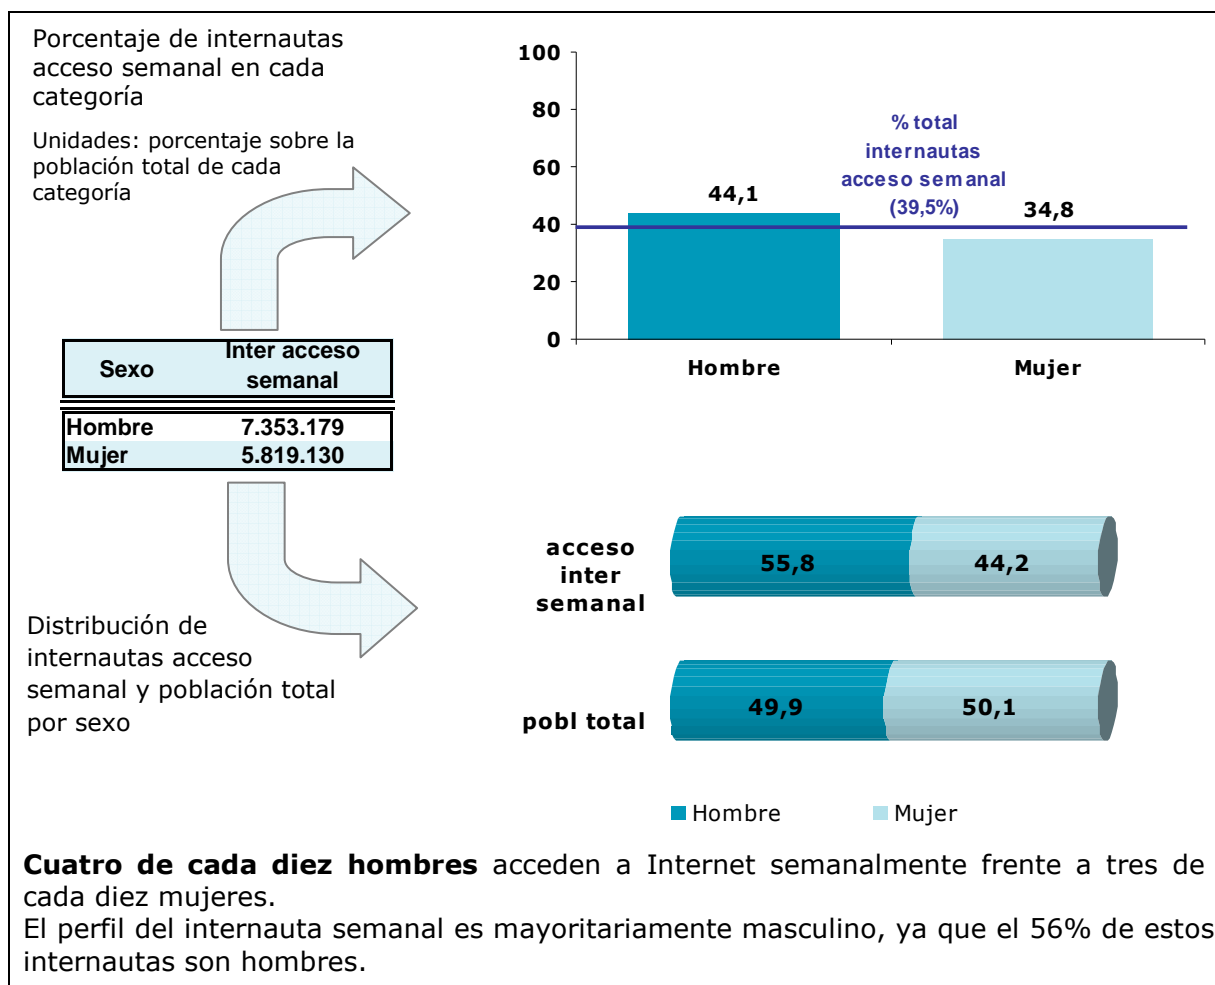 Porcentaje de internautas
acceso semanal en cada
categoría
Unidades: porcentaje sobre la
población total de cada
categoría
100
80
60
40
20
0
% total
internautas
acceso semanal
(39,5%)
44,1
34,8
Hombre
Mujer
Sexo
Inter acceso
semanal
Hombre 7.353.179
Mujer 5.819.130
Distribución de
internautas acceso
semanal y población total
por sexo
acceso
inter
semanal
55,8
44,2
pobl total
49,9
50,1
Hombre
Mujer
Cuatro de cada diez hombres acceden a Internet semanalmente frente a tres de
cada diez mujeres.
El perfil del internauta semanal es mayoritariamente masculino, ya que el 56% de estos
internautas son hombres.